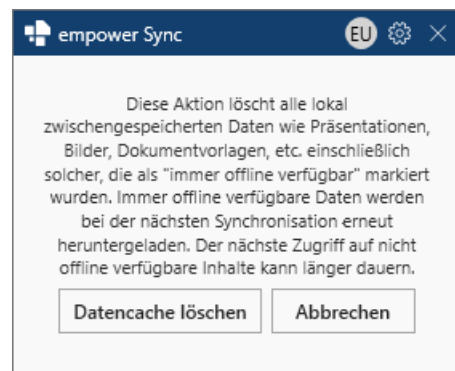 empower Sync EU
Diese Aktion löscht alle lokal
zwischengespeicherten Daten wie Präsentationen,
Bilder, Dokumentvorlagen, etc. einschließlich
solcher, die als "immer offline verfügbar" markiert
wurden. Immer offline verfügbare Daten werden
bei der nächsten Synchronisation erneut
heruntergeladen. Der nächste Zugriff auf nicht
offline verfügbare Inhalte kann länger dauern.
Datencache löschen Abbrechen